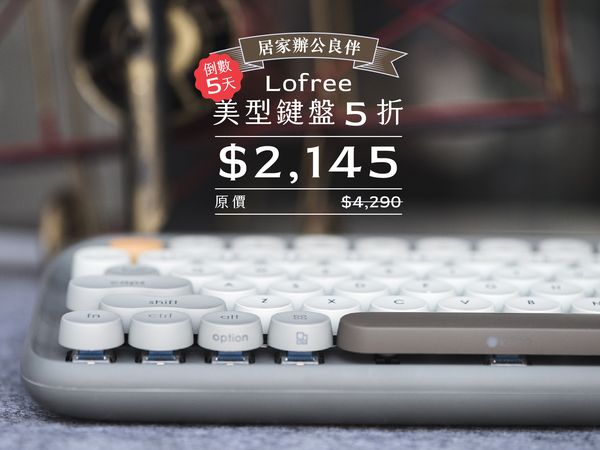 居家辦公良伴
倒數
5天
Lofree
美型鍵盤5折
$2,145
原價 $4,290
caps
shift Z X C V B N
fn ctrl alt
option